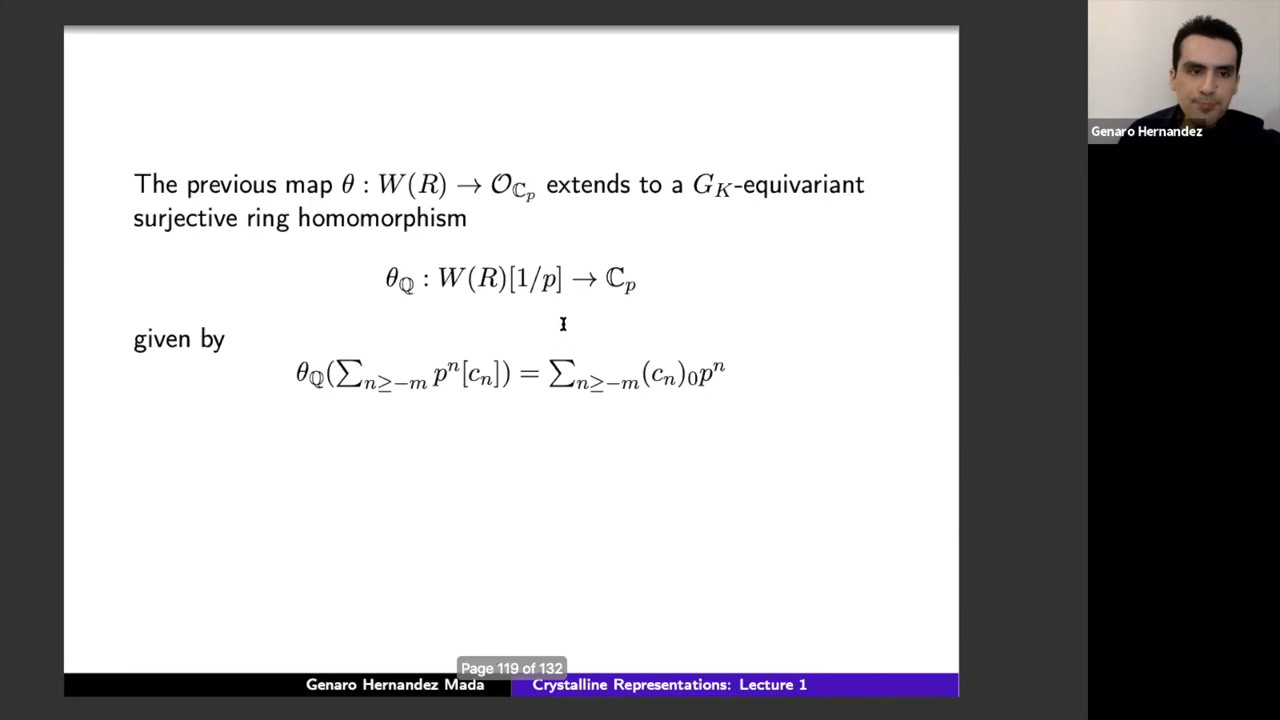 The previous map θ : W(R) → 𝒪_{ℂ_p} extends to a G_K-equivariant
surjective ring homomorphism
θ_ℚ : W(R)[1/p] → ℂ_p
given by
θ_ℚ(∑_{n≥−m} p^n[c_n]) = ∑_{n≥−m}(c_n)_0 p^n
Page 119 of 132
Genaro Hernandez Mada Crystalline Representations: Lecture 1
Genaro Hernandez